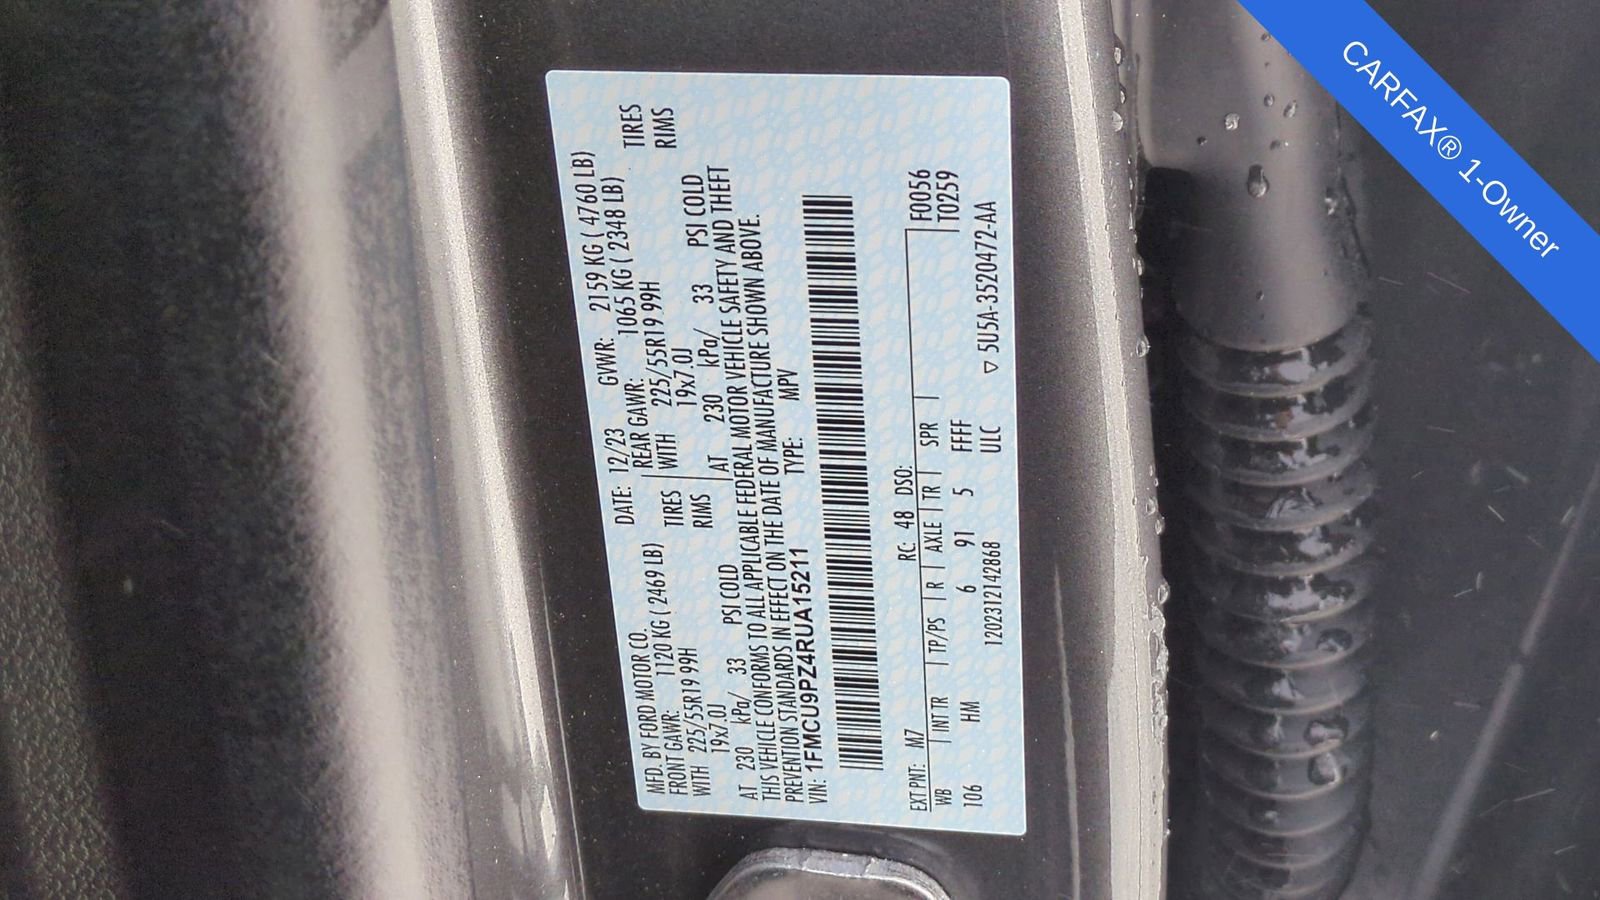 MFD. BY FORD MOTOR CO.
DATE: 12/23 GVWR: 2159 KG ( 4760 LB)
FRONT GAWR: 1120 KG ( 2469 LB)
REAR GAWR: 1065 KG ( 2348 LB)
WITH 225/55R19 99H TIRES
WITH 225/55R19 99H TIRES
19x7.0J RIMS
19x7.0J RIMS
AT 230 kPa/ 33 PSI COLD
AT 230 kPa/ 33 PSI COLD
THIS VEHICLE CONFORMS TO ALL APPLICABLE FEDERAL MOTOR VEHICLE SAFETY AND THEFT
PREVENTION STANDARDS IN EFFECT ON THE DATE OF MANUFACTURE SHOWN ABOVE.
VIN: 1FMCU9PZ4RUA15211
TYPE: MPV
EXT PNT: M7 RC: 48 DSO: F0056
WB | INT TR | TP/PS | R | AXLE | TR | SPR | T0259
106 HM 6 91 5 FFFF
120231214286​8 ULC ▽ 5U5A-3520472-AA
CARFAX® 1-Owner